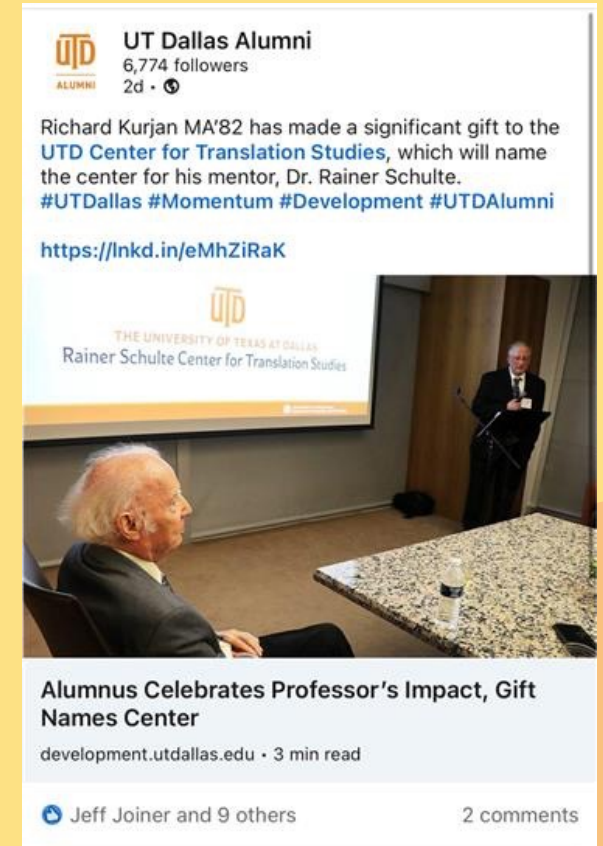 UTD
ALUMNI
UT Dallas Alumni
6,774 followers
2d •
Richard Kurjan MA'82 has made a significant gift to the
UTD Center for Translation Studies, which will name
the center for his mentor, Dr. Rainer Schulte.
#UTDallas #Momentum #Development #UTDAlumni
https://lnkd.in/eMhZiRaK
UTD
THE UNIVERSITY OF TEXAS AT DALLAS
Rainer Schulte Center for Translation Studies
Alumnus Celebrates Professor's Impact, Gift
Names Center
development.utdallas.edu • 3 min read
Jeff Joiner and 9 others
2 comments